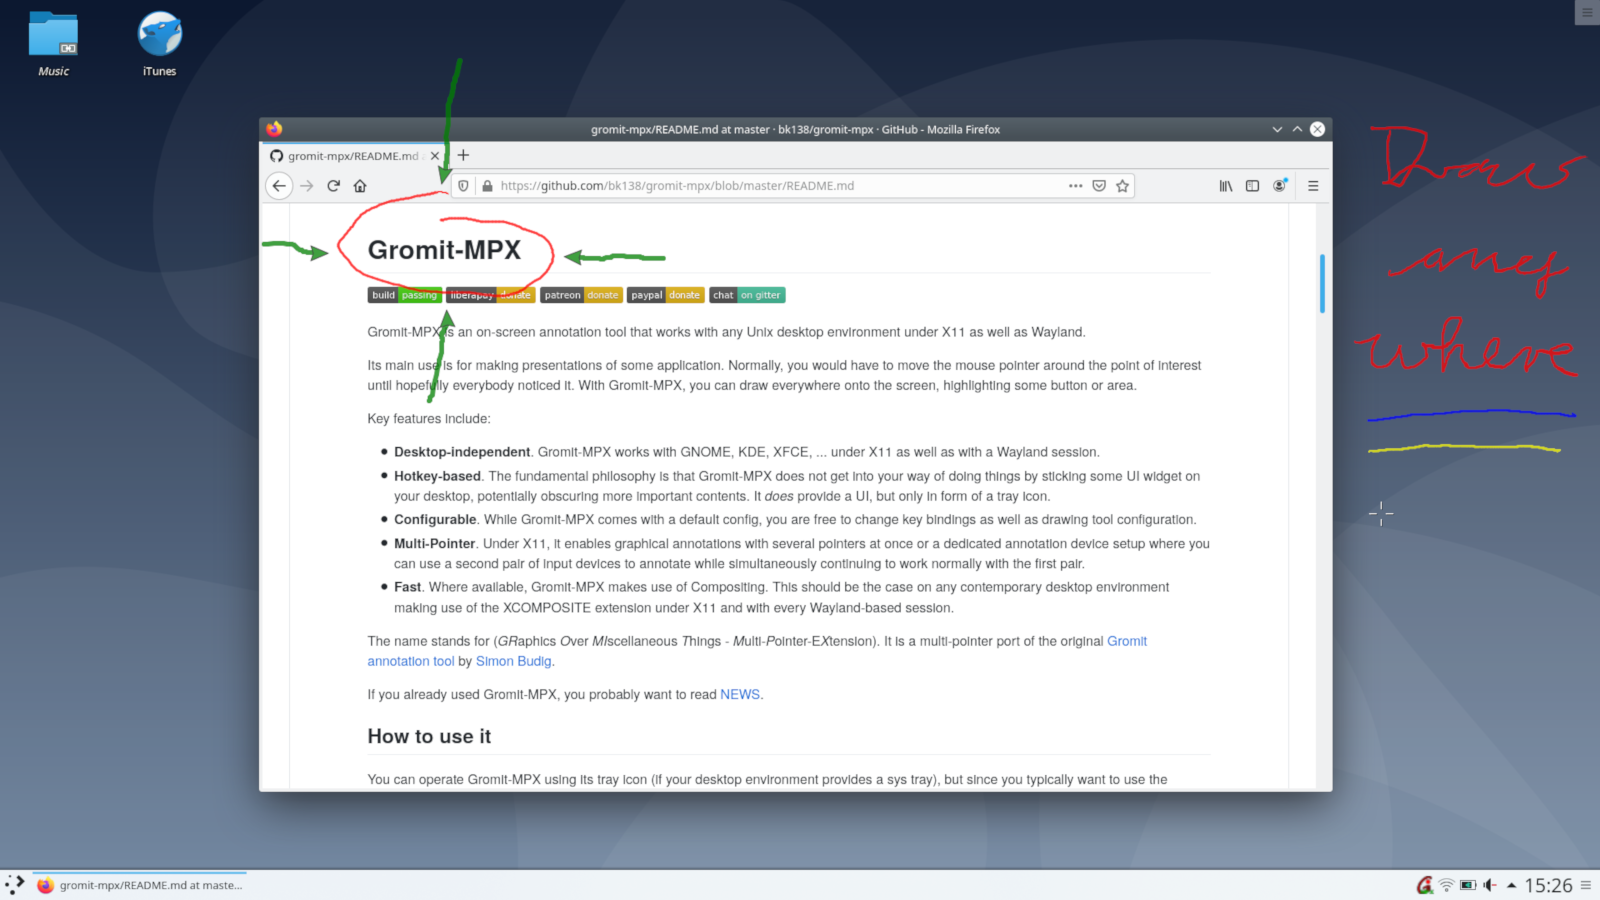 Music
iTunes
gromit-mpx/README.md at master · bk138/gromit-mpx · GitHub - Mozilla Firefox
gromit-mpx/README.md a
https://github.com/bk138/gromit-mpx/blob/master/README.md
Draw
any
where
Gromit-MPX
build passing liberapay donate patreon donate paypal donate chat on gitter
Gromit-MPX is an on-screen annotation tool that works with any Unix desktop environment under X11 as well as Wayland.
Its main use is for making presentations of some application. Normally, you would have to move the mouse pointer around the point of interest
until hopefully everybody noticed it. With Gromit-MPX, you can draw everywhere onto the screen, highlighting some button or area.
Key features include:
Desktop-independent. Gromit-MPX works with GNOME, KDE, XFCE, ... under X11 as well as with a Wayland session.
Hotkey-based. The fundamental philosophy is that Gromit-MPX does not get into your way of doing things by sticking some UI widget on
your desktop, potentially obscuring more important contents. It does provide a UI, but only in form of a tray icon.
Configurable. While Gromit-MPX comes with a default config, you are free to change key bindings as well as drawing tool configuration.
Multi-Pointer. Under X11, it enables graphical annotations with several pointers at once or a dedicated annotation device setup where you
can use a second pair of input devices to annotate while simultaneously continuing to work normally with the first pair.
Fast. Where available, Gromit-MPX makes use of Compositing. This should be the case on any contemporary desktop environment
making use of the XCOMPOSITE extension under X11 and with every Wayland-based session.
The name stands for (GRaphics Over MIscellaneous Things - Multi-Pointer-EXtension). It is a multi-pointer port of the original Gromit
annotation tool by Simon Budig.
If you already used Gromit-MPX, you probably want to read NEWS.
How to use it
You can operate Gromit-MPX using its tray icon (if your desktop environment provides a sys tray), but since you typically want to use the
gromit-mpx/README.md at maste...
15:26